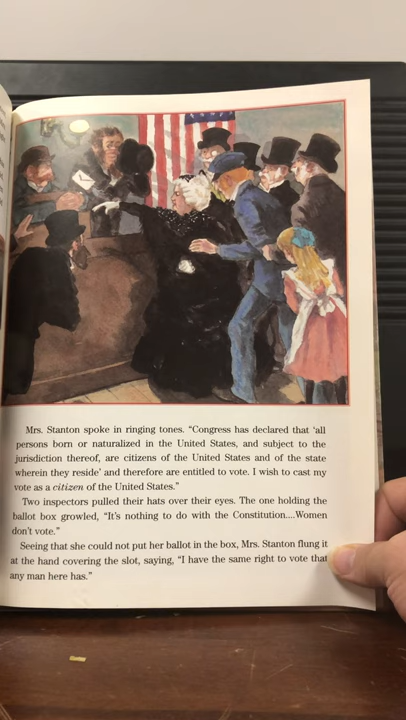 Mrs. Stanton spoke in ringing tones. “Congress has declared that ‘all
persons born or naturalized in the United States, and subject to the
jurisdiction thereof, are citizens of the United States and of the state
wherein they reside’ and therefore are entitled to vote. I wish to cast my
vote as a citizen of the United States.”
Two inspectors pulled their hats over their eyes. The one holding the
ballot box growled, “It’s nothing to do with the Constitution....Women
don’t vote.”
Seeing that she could not put her ballot in the box, Mrs. Stanton flung it
at the hand covering the slot, saying, “I have the same right to vote that
any man here has.”